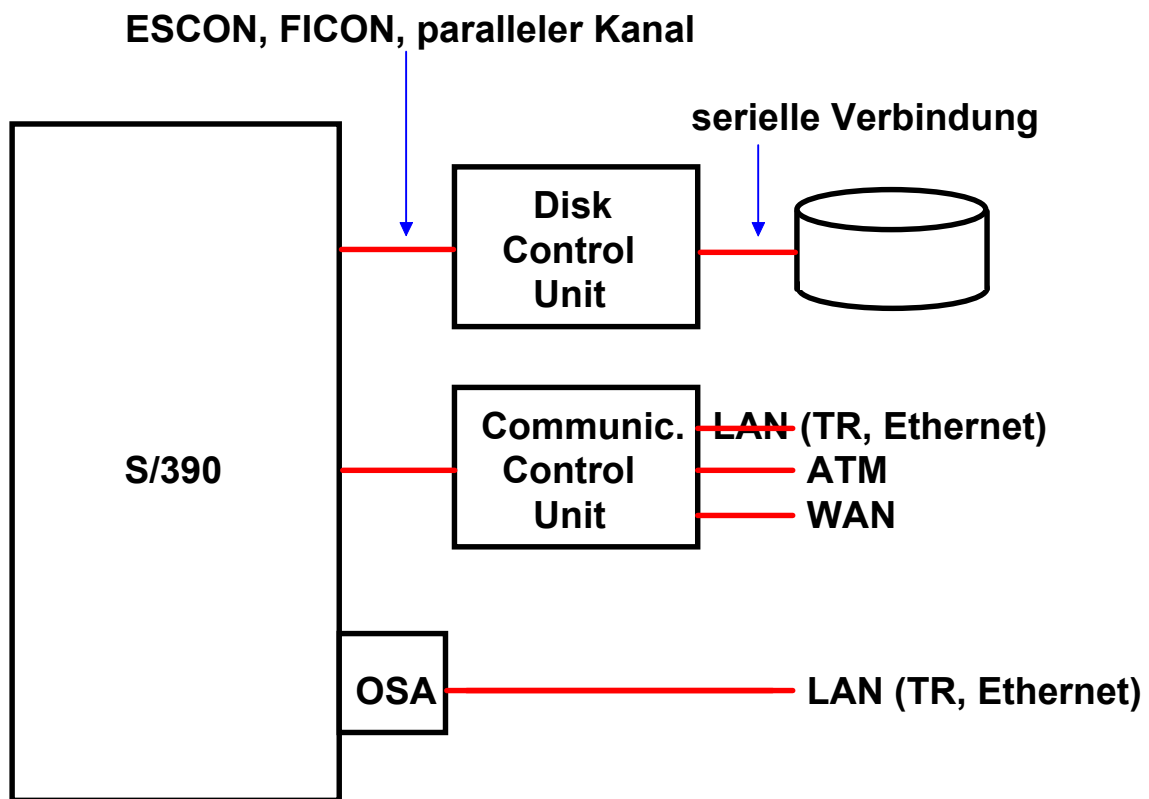 ESCON, FICON, paralleler Kanal
serielle Verbindung
Disk
Control
Unit
S/390
Communic.
Control
Unit
LAN (TR, Ethernet)
ATM
WAN
OSA
LAN (TR, Ethernet)